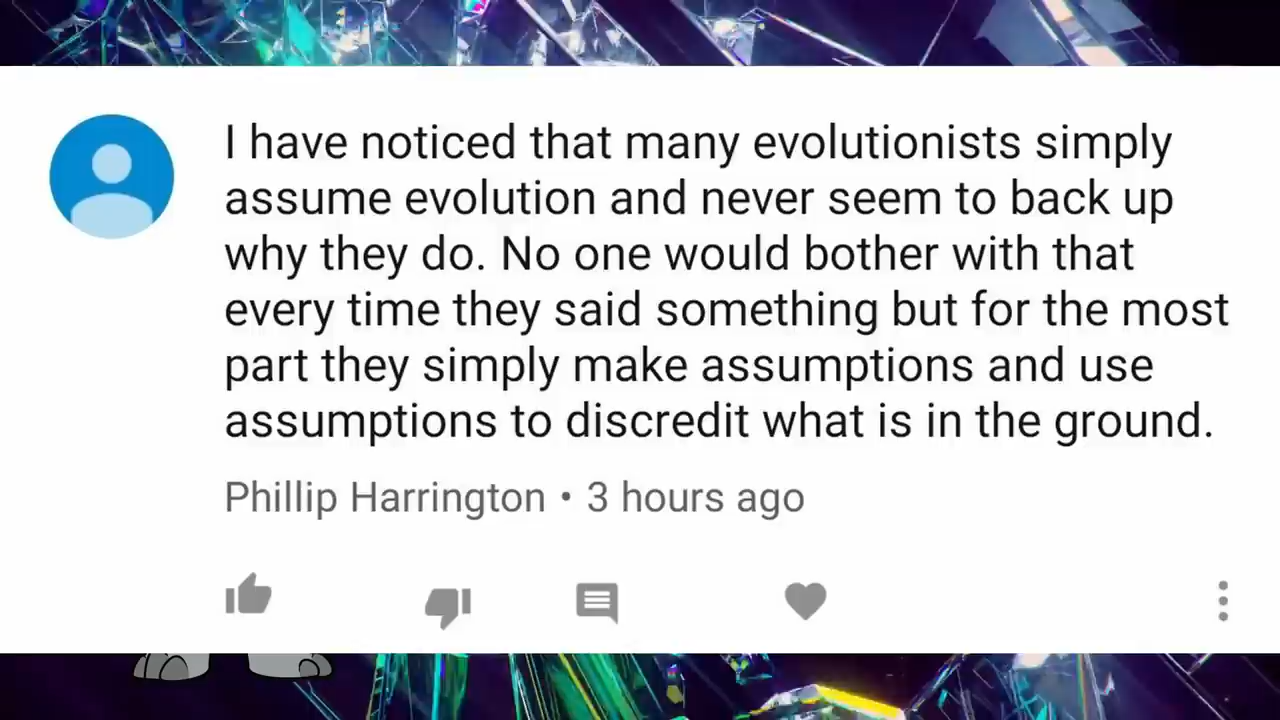 I have noticed that many evolutionists simply
assume evolution and never seem to back up
why they do. No one would bother with that
every time they said something but for the most
part they simply make assumptions and use
assumptions to discredit what is in the ground.
Phillip Harrington • 3 hours ago